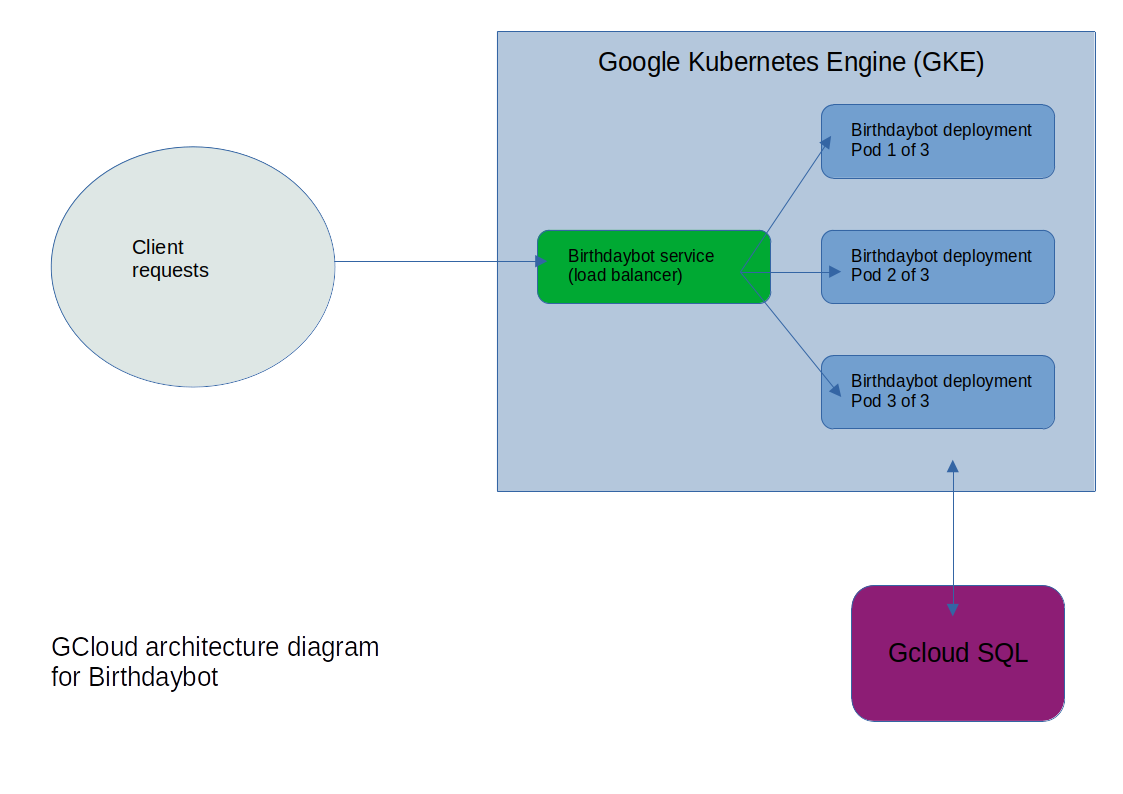 Google Kubernetes Engine (GKE)
Birthdaybot deployment
Pod 1 of 3
Client
requests
Birthdaybot service
(load balancer)
Birthdaybot deployment
Pod 2 of 3
Birthdaybot deployment
Pod 3 of 3
GCloud architecture diagram
for Birthdaybot
Gcloud SQL